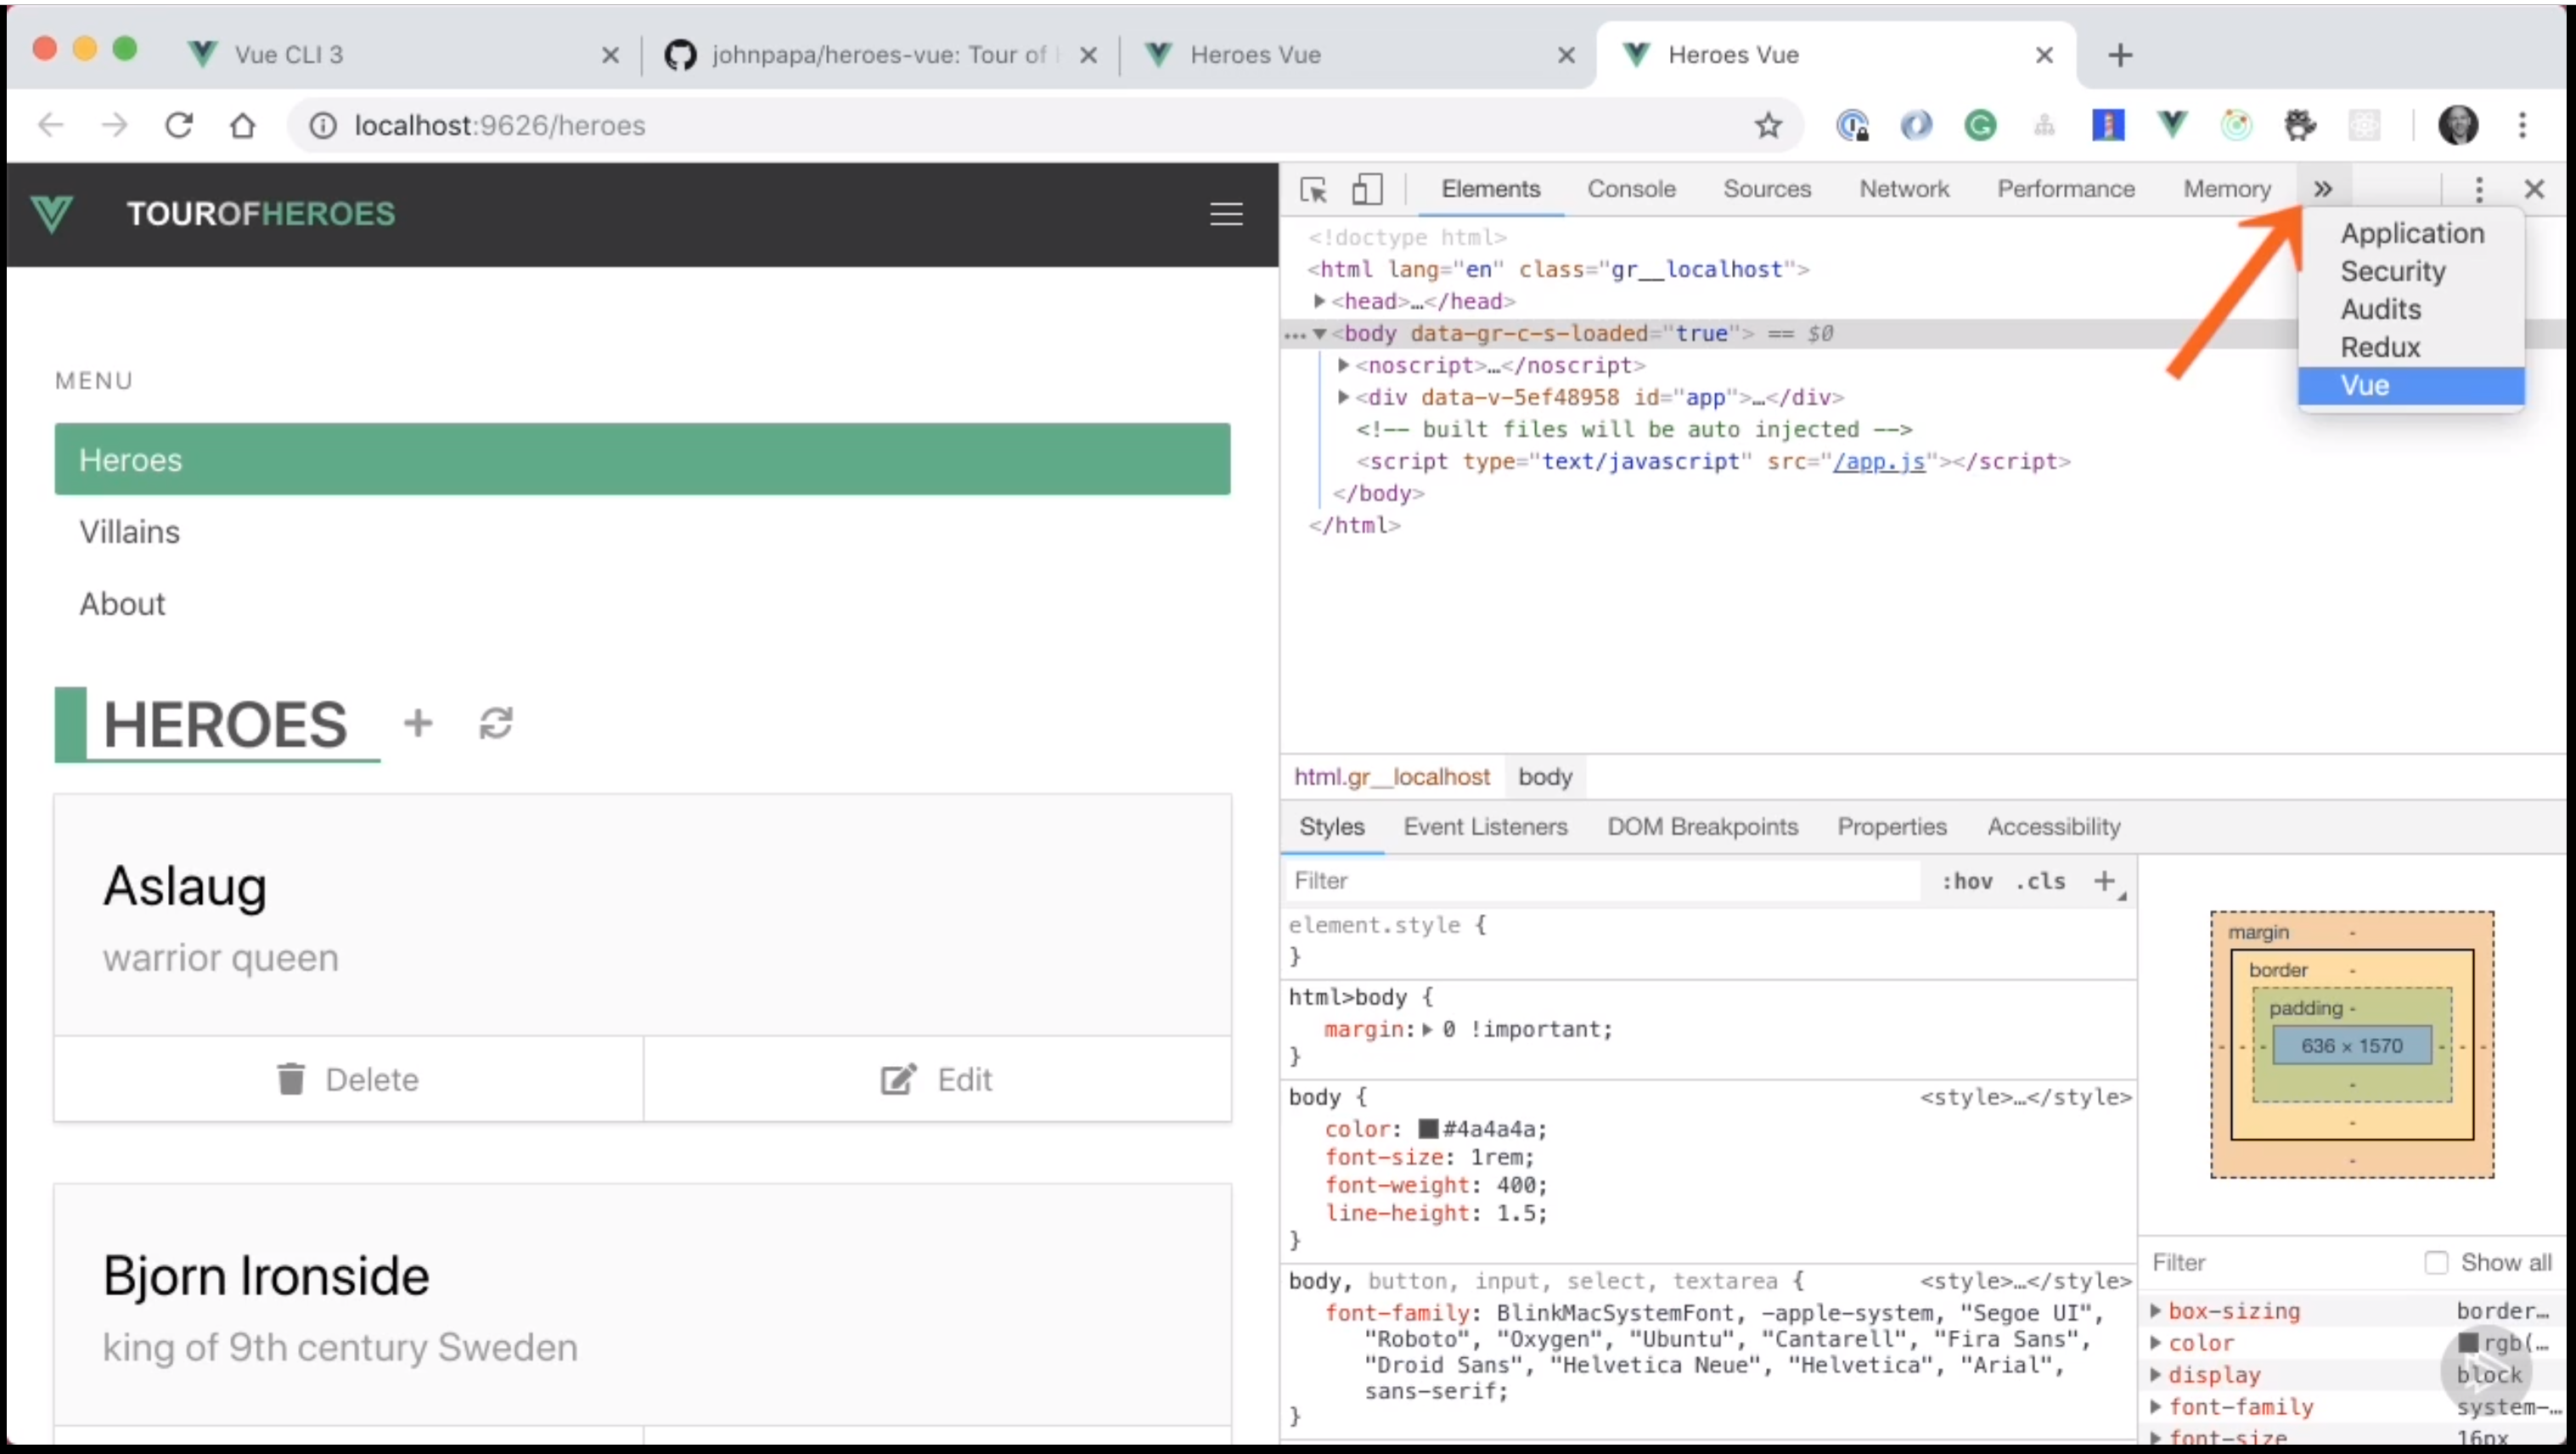 Vue CLI 3
johnpapa/heroes-vue: Tour of
Heroes Vue
Heroes Vue
localhost:9626/heroes
TOUROFHEROES
MENU
Heroes
Villains
About
HEROES
Aslaug
warrior queen
Delete
Edit
Bjorn Ironside
king of 9th century Sweden
Elements Console Sources Network Performance Memory »
Application
Security
Audits
Redux
Vue
<!doctype html>
<html lang="en" class="gr__localhost">
<head>…</head>
<body data-gr-c-s-loaded="true"> == $0
<noscript>…</noscript>
<div data-v-5ef48958 id="app">…</div>
<!-- built files will be auto injected -->
<script type="text/javascript" src="/app.js"></script>
</body>
</html>
html.gr__localhost body
Styles Event Listeners DOM Breakpoints Properties Accessibility
Filter :hov .cls +
element.style {
}
html>body {
margin: 0 !important;
}
body { <style>…</style>
color: #4a4a4a;
font-size: 1rem;
font-weight: 400;
line-height: 1.5;
}
body, button, input, select, textarea { <style>…</style>
font-family: BlinkMacSystemFont, -apple-system, "Segoe UI",
"Roboto", "Oxygen", "Ubuntu", "Cantarell", "Fira Sans",
"Droid Sans", "Helvetica Neue", "Helvetica", "Arial",
sans-serif;
}
margin -
border -
padding -
- - - 636 × 1570 - - -
-
-
-
Filter Show all
box-sizing border…
color rgb(…
display block
font-family system-…
font-size 16px